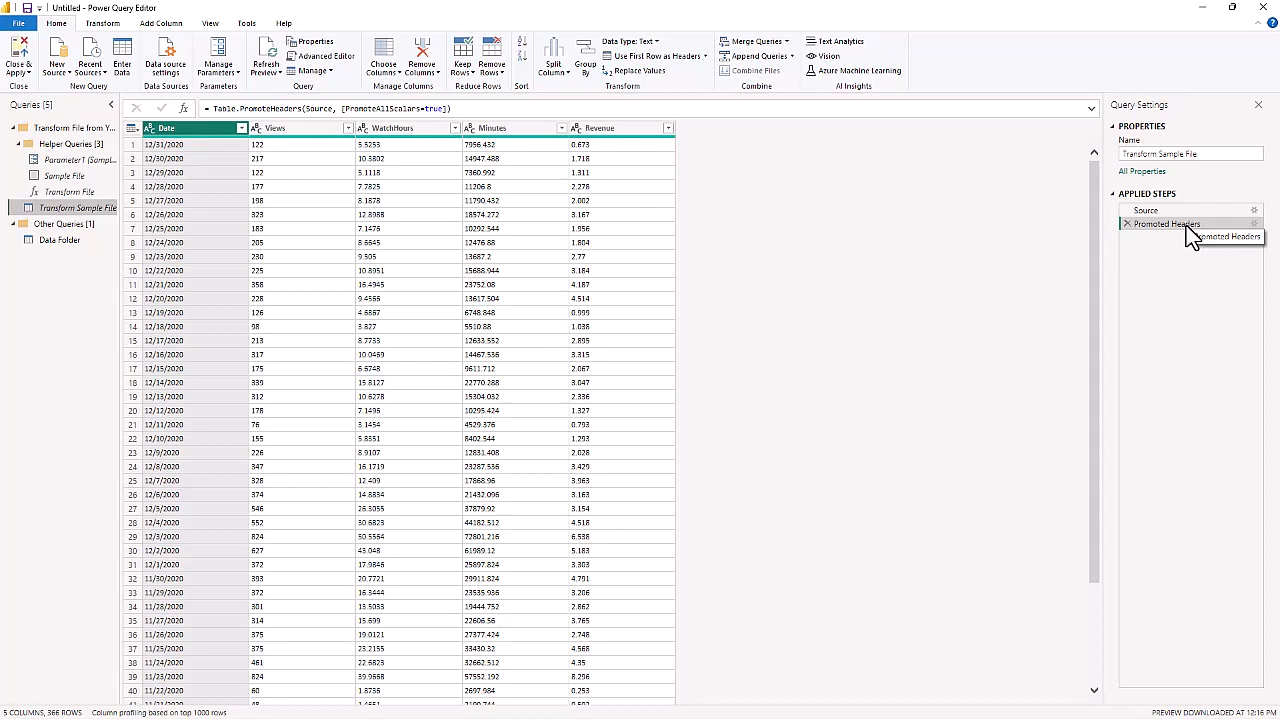 Untitled - Power Query Editor
File Home Transform Add Column View Tools Help
Close & Apply
New Source
Recent Sources
Enter Data
Data source settings
Manage Parameters
Refresh Preview
Properties
Advanced Editor
Manage
Choose Columns
Remove Columns
Keep Rows
Remove Rows
Split Column
Group By
Data Type: Text
Use First Row as Headers
Replace Values
Merge Queries
Append Queries
Combine Files
Text Analytics
Vision
Azure Machine Learning
Close New Query Data Sources Parameters Query Manage Columns Reduce Rows Sort Transform Combine AI Insights
Queries [5]
Transform File from Y...
Helper Queries [3]
Parameter1 (Sampl...
Sample File
Transform File
Transform Sample File
Other Queries [1]
Data Folder
= Table.PromoteHeaders(Source, [PromoteAllScalars=true])
Date Views WatchHours Minutes Revenue
1 12/31/2020 122 5.5253 7956.432 0.673
2 12/30/2020 217 10.3802 14947.488 1.718
3 12/29/2020 122 5.1118 7360.992 1.311
4 12/28/2020 177 7.7825 11206.8 2.278
5 12/27/2020 198 8.1878 11790.432 2.002
6 12/26/2020 323 12.8988 18574.272 3.167
7 12/25/2020 183 7.1476 10292.544 1.956
8 12/24/2020 205 8.6645 12476.88 1.804
9 12/23/2020 230 9.505 13687.2 2.77
10 12/22/2020 225 10.8951 15688.944 3.184
11 12/21/2020 358 16.4945 23752.08 4.187
12 12/20/2020 228 9.4566 13617.504 4.514
13 12/19/2020 126 4.6867 6748.848 0.999
14 12/18/2020 98 3.827 5510.88 1.038
15 12/17/2020 213 8.7733 12633.552 2.895
16 12/16/2020 317 10.0469 14467.536 3.315
17 12/15/2020 175 6.6748 9611.712 2.067
18 12/14/2020 339 15.8127 22770.288 3.047
19 12/13/2020 312 10.6278 15304.032 2.336
20 12/12/2020 178 7.1496 10295.424 1.327
21 12/11/2020 76 3.1454 4529.376 0.793
22 12/10/2020 155 5.8351 8402.544 1.293
23 12/9/2020 226 8.9107 12831.408 2.028
24 12/8/2020 347 16.1719 23287.536 3.429
25 12/7/2020 328 12.409 17868.96 3.963
26 12/6/2020 374 14.8834 21432.096 3.163
27 12/5/2020 546 26.3055 37879.92 3.154
28 12/4/2020 552 30.6823 44182.512 4.518
29 12/3/2020 824 50.5564 72801.216 6.538
30 12/2/2020 627 43.048 61989.12 5.183
31 12/1/2020 372 17.9846 25897.824 3.303
32 11/30/2020 393 20.7721 29911.824 4.791
33 11/29/2020 372 16.3444 23535.936 3.206
34 11/28/2020 301 13.5033 19444.752 2.862
35 11/27/2020 314 15.699 22606.56 3.765
36 11/26/2020 375 19.0121 27377.424 2.748
37 11/25/2020 375 23.2155 33430.32 4.358
38 11/24/2020 461 22.6823 32662.512 4.35
39 11/23/2020 824 39.9668 57552.192 8.296
40 11/22/2020 60 1.8736 2697.984 0.253
Query Settings
PROPERTIES
Name
Transform Sample File
All Properties
APPLIED STEPS
Source
Promoted Headers
romoted Headers
5 COLUMNS, 366 ROWS Column profiling based on top 1000 rows PREVIEW DOWNLOADED AT 12:16 PM